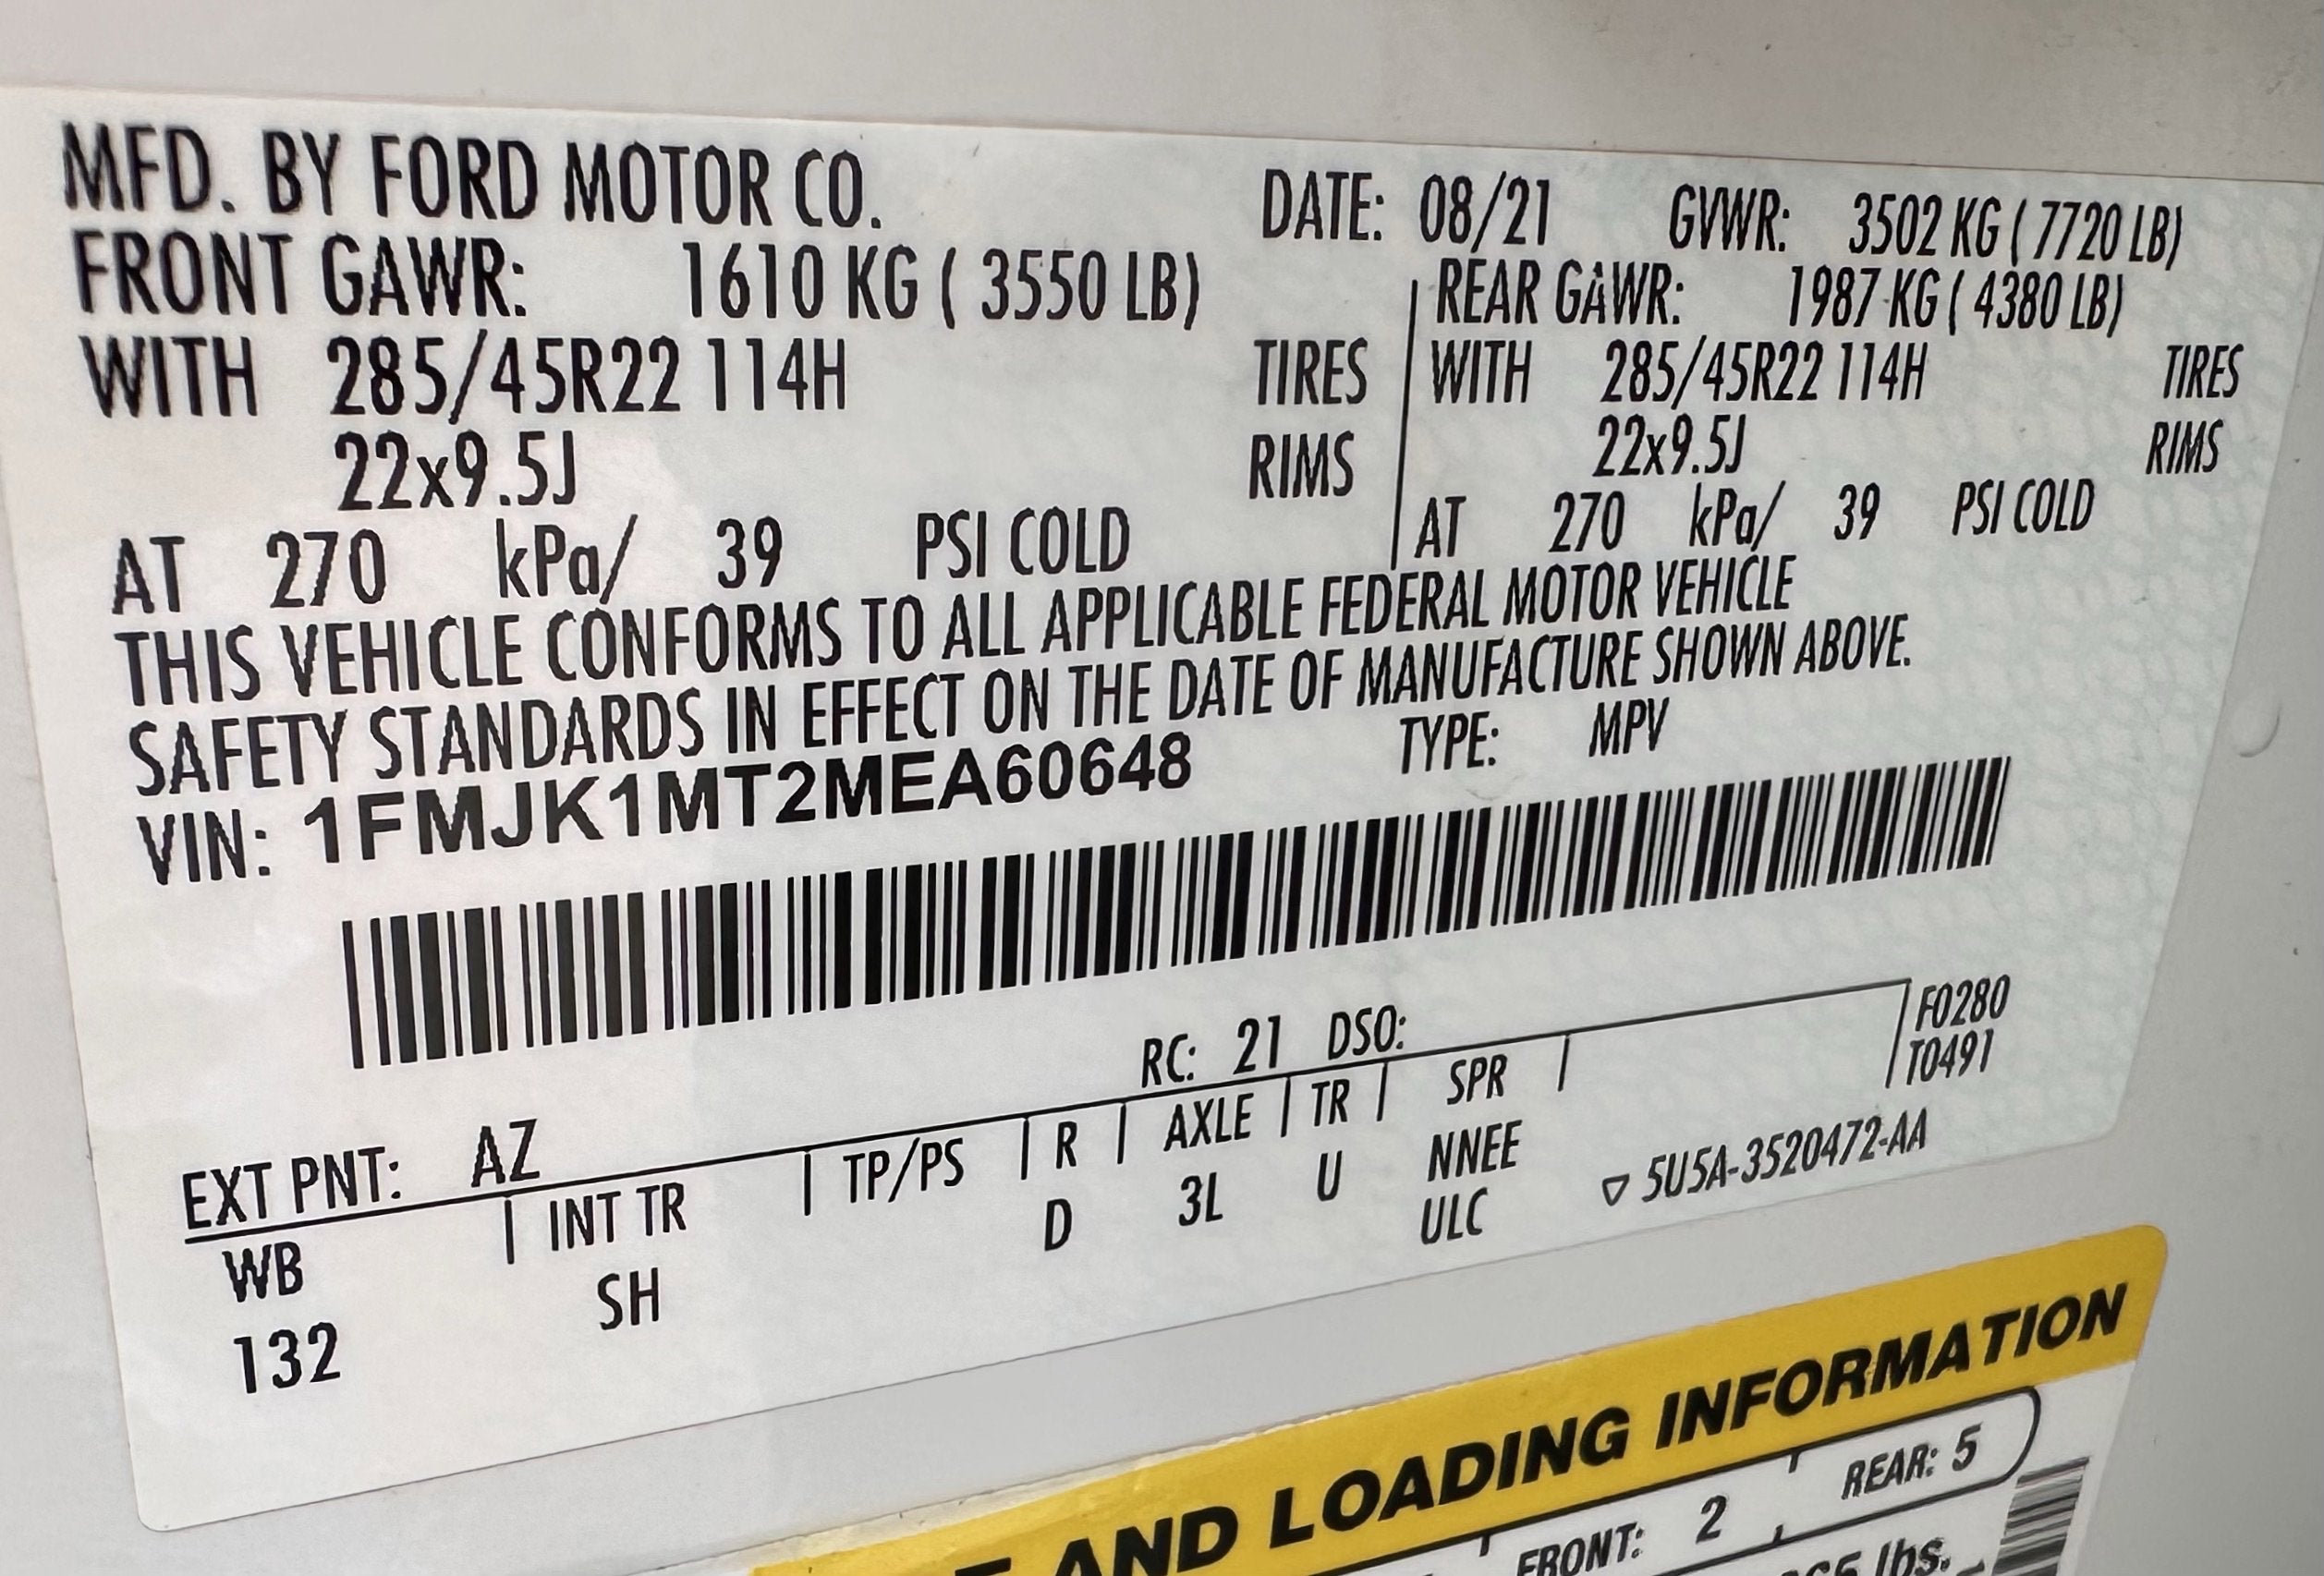 MFD. BY FORD MOTOR CO.
DATE: 08/21 GVWR: 3502 KG ( 7720 LB)
FRONT GAWR: 1610 KG ( 3550 LB)
REAR GAWR: 1987 KG ( 4380 LB)
WITH 285/45R22 114H TIRES
WITH 285/45R22 114H TIRES
22x9.5J RIMS
22x9.5J RIMS
AT 270 kPa/ 39 PSI COLD
AT 270 kPa/ 39 PSI COLD
THIS VEHICLE CONFORMS TO ALL APPLICABLE FEDERAL MOTOR VEHICLE
SAFETY STANDARDS IN EFFECT ON THE DATE OF MANUFACTURE SHOWN ABOVE.
VIN: 1FMJK1MT2MEA60648 TYPE: MPV
EXT PNT: AZ RC: 21 DSO:
WB | INT TR | TP/PS | R | AXLE | TR | SPR | F0280
T0491
132 SH D 3L U NNEE
ULC ▽ 5U5A-3520472-AA
AND LOADING INFORMATION
FRONT: 2 REAR: 5
lbs.